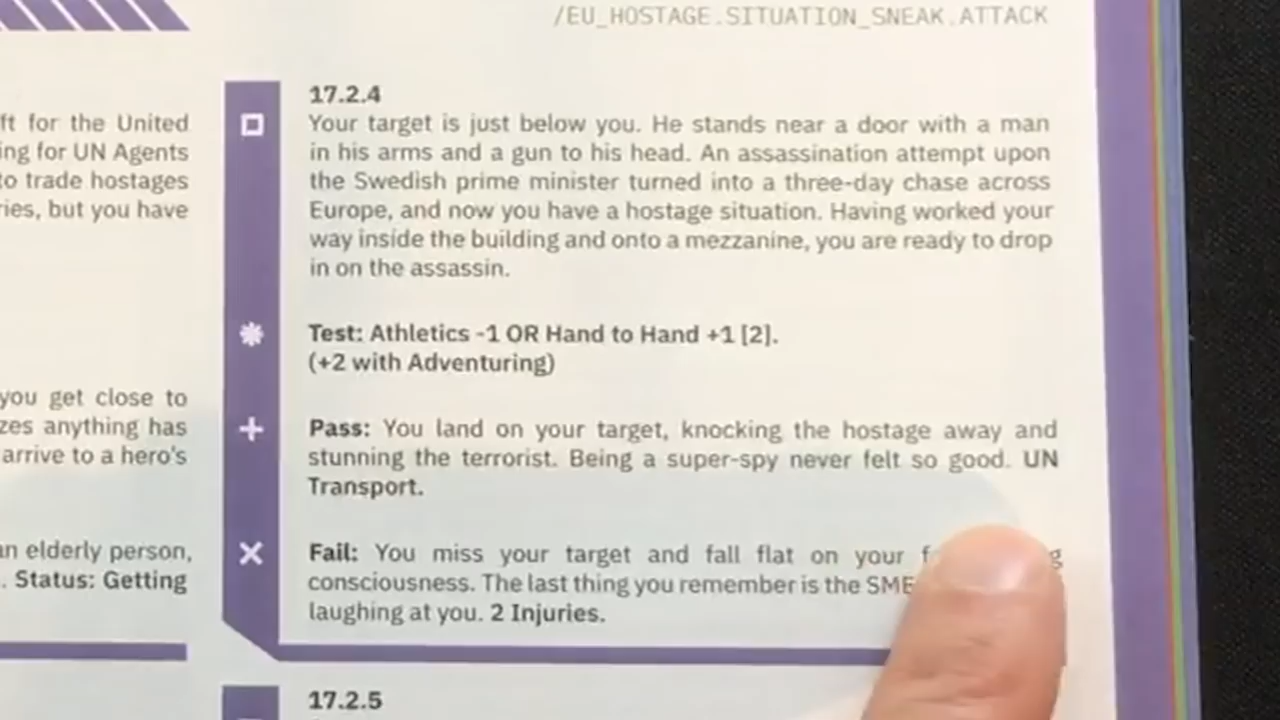 /EU_HOSTAGE.SITUATION_SNEAK.ATTACK
ft for the United
ing for UN Agents
to trade hostages
ries, but you have
you get close to
zes anything has
arrive to a hero's
an elderly person,
. Status: Getting
17.2.4
Your target is just below you. He stands near a door with a man
in his arms and a gun to his head. An assassination attempt upon
the Swedish prime minister turned into a three-day chase across
Europe, and now you have a hostage situation. Having worked your
way inside the building and onto a mezzanine, you are ready to drop
in on the assassin.
Test: Athletics -1 OR Hand to Hand +1 [2].
(+2 with Adventuring)
Pass: You land on your target, knocking the hostage away and
stunning the terrorist. Being a super-spy never felt so good. UN
Transport.
Fail: You miss your target and fall flat on your
consciousness. The last thing you remember is the
laughing at you. 2 Injuries.
17.2.5